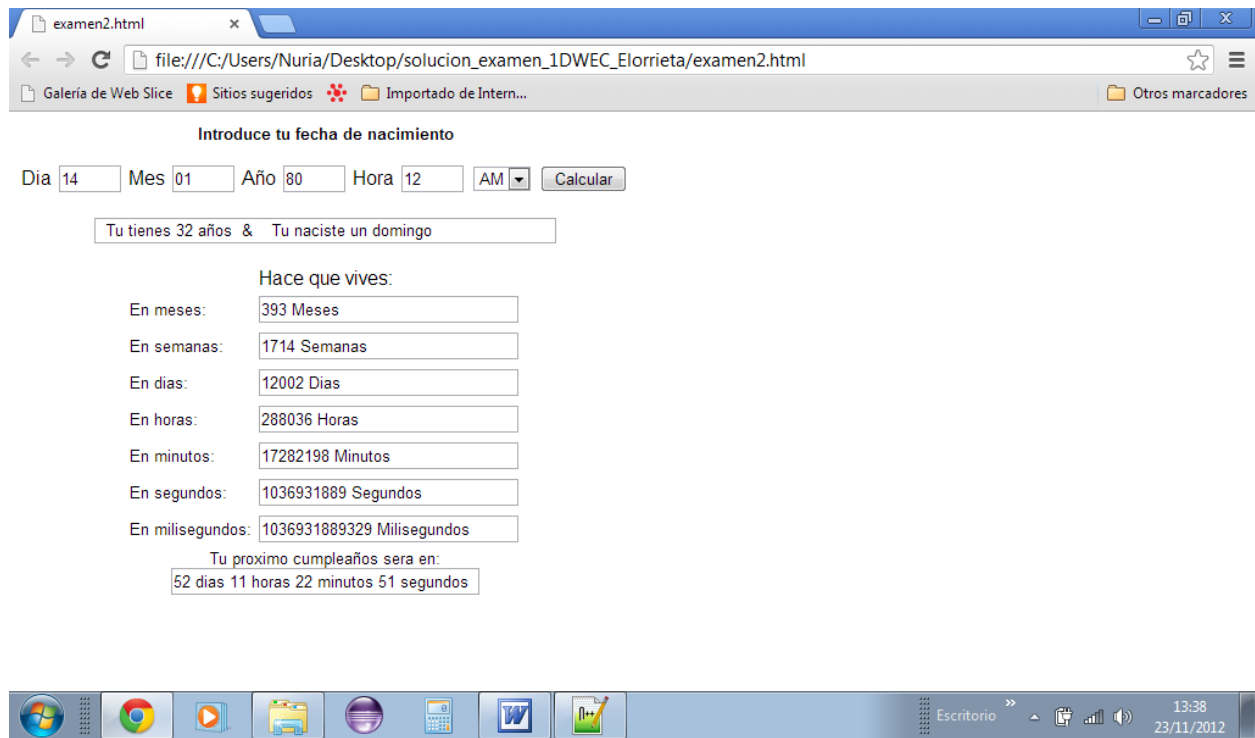 examen2.html
file:///C:/Users/Nuria/Desktop/solucion_examen_1DWEC_Elorrieta/examen2.html
Galería de Web Slice Sitios sugeridos Importado de Intern... Otros marcadores
Introduce tu fecha de nacimiento
Dia 14 Mes 01 Año 80 Hora 12 AM Calcular
Tu tienes 32 años & Tu naciste un domingo
Hace que vives:
En meses: 393 Meses
En semanas: 1714 Semanas
En dias: 12002 Dias
En horas: 288036 Horas
En minutos: 17282198 Minutos
En segundos: 1036931889 Segundos
En milisegundos: 1036931889329 Milisegundos
Tu proximo cumpleaños sera en:
52 dias 11 horas 22 minutos 51 segundos
Escritorio » 13:38
23/11/2012